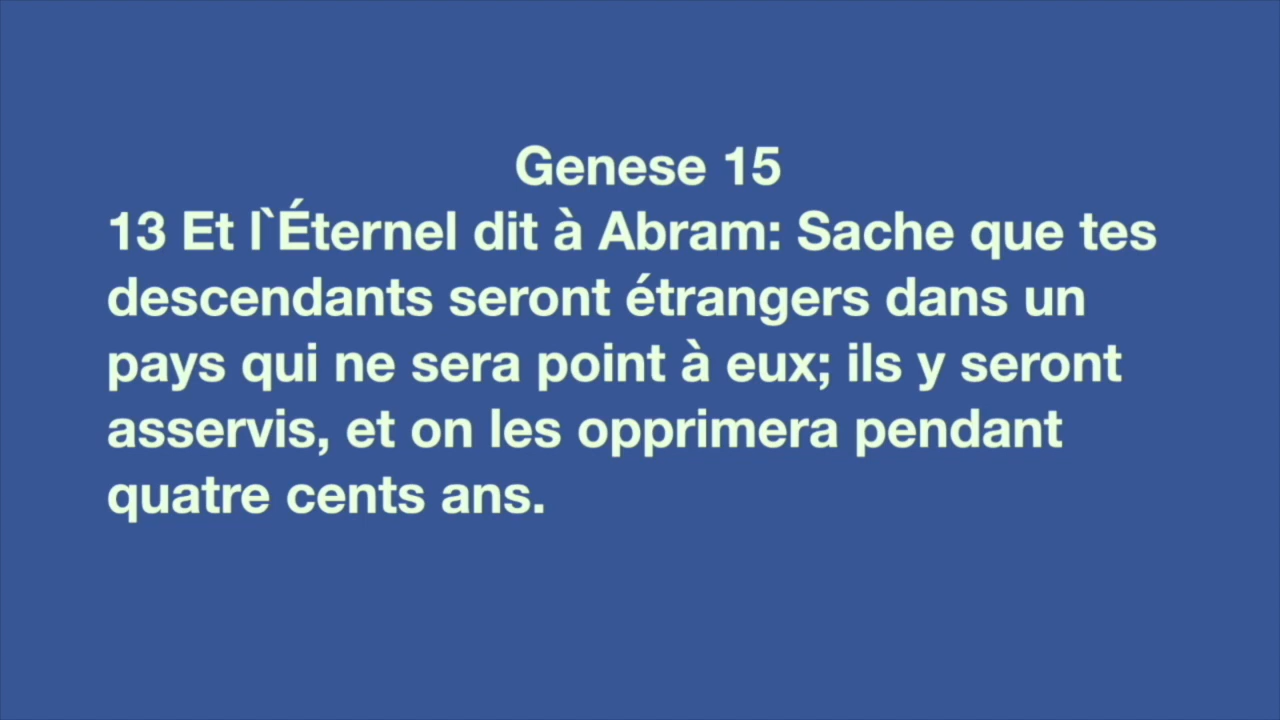 Genese 15
13 Et l`Éternel dit à Abram: Sache que tes
descendants seront étrangers dans un
pays qui ne sera point à eux; ils y seront
asservis, et on les opprimera pendant
quatre cents ans.